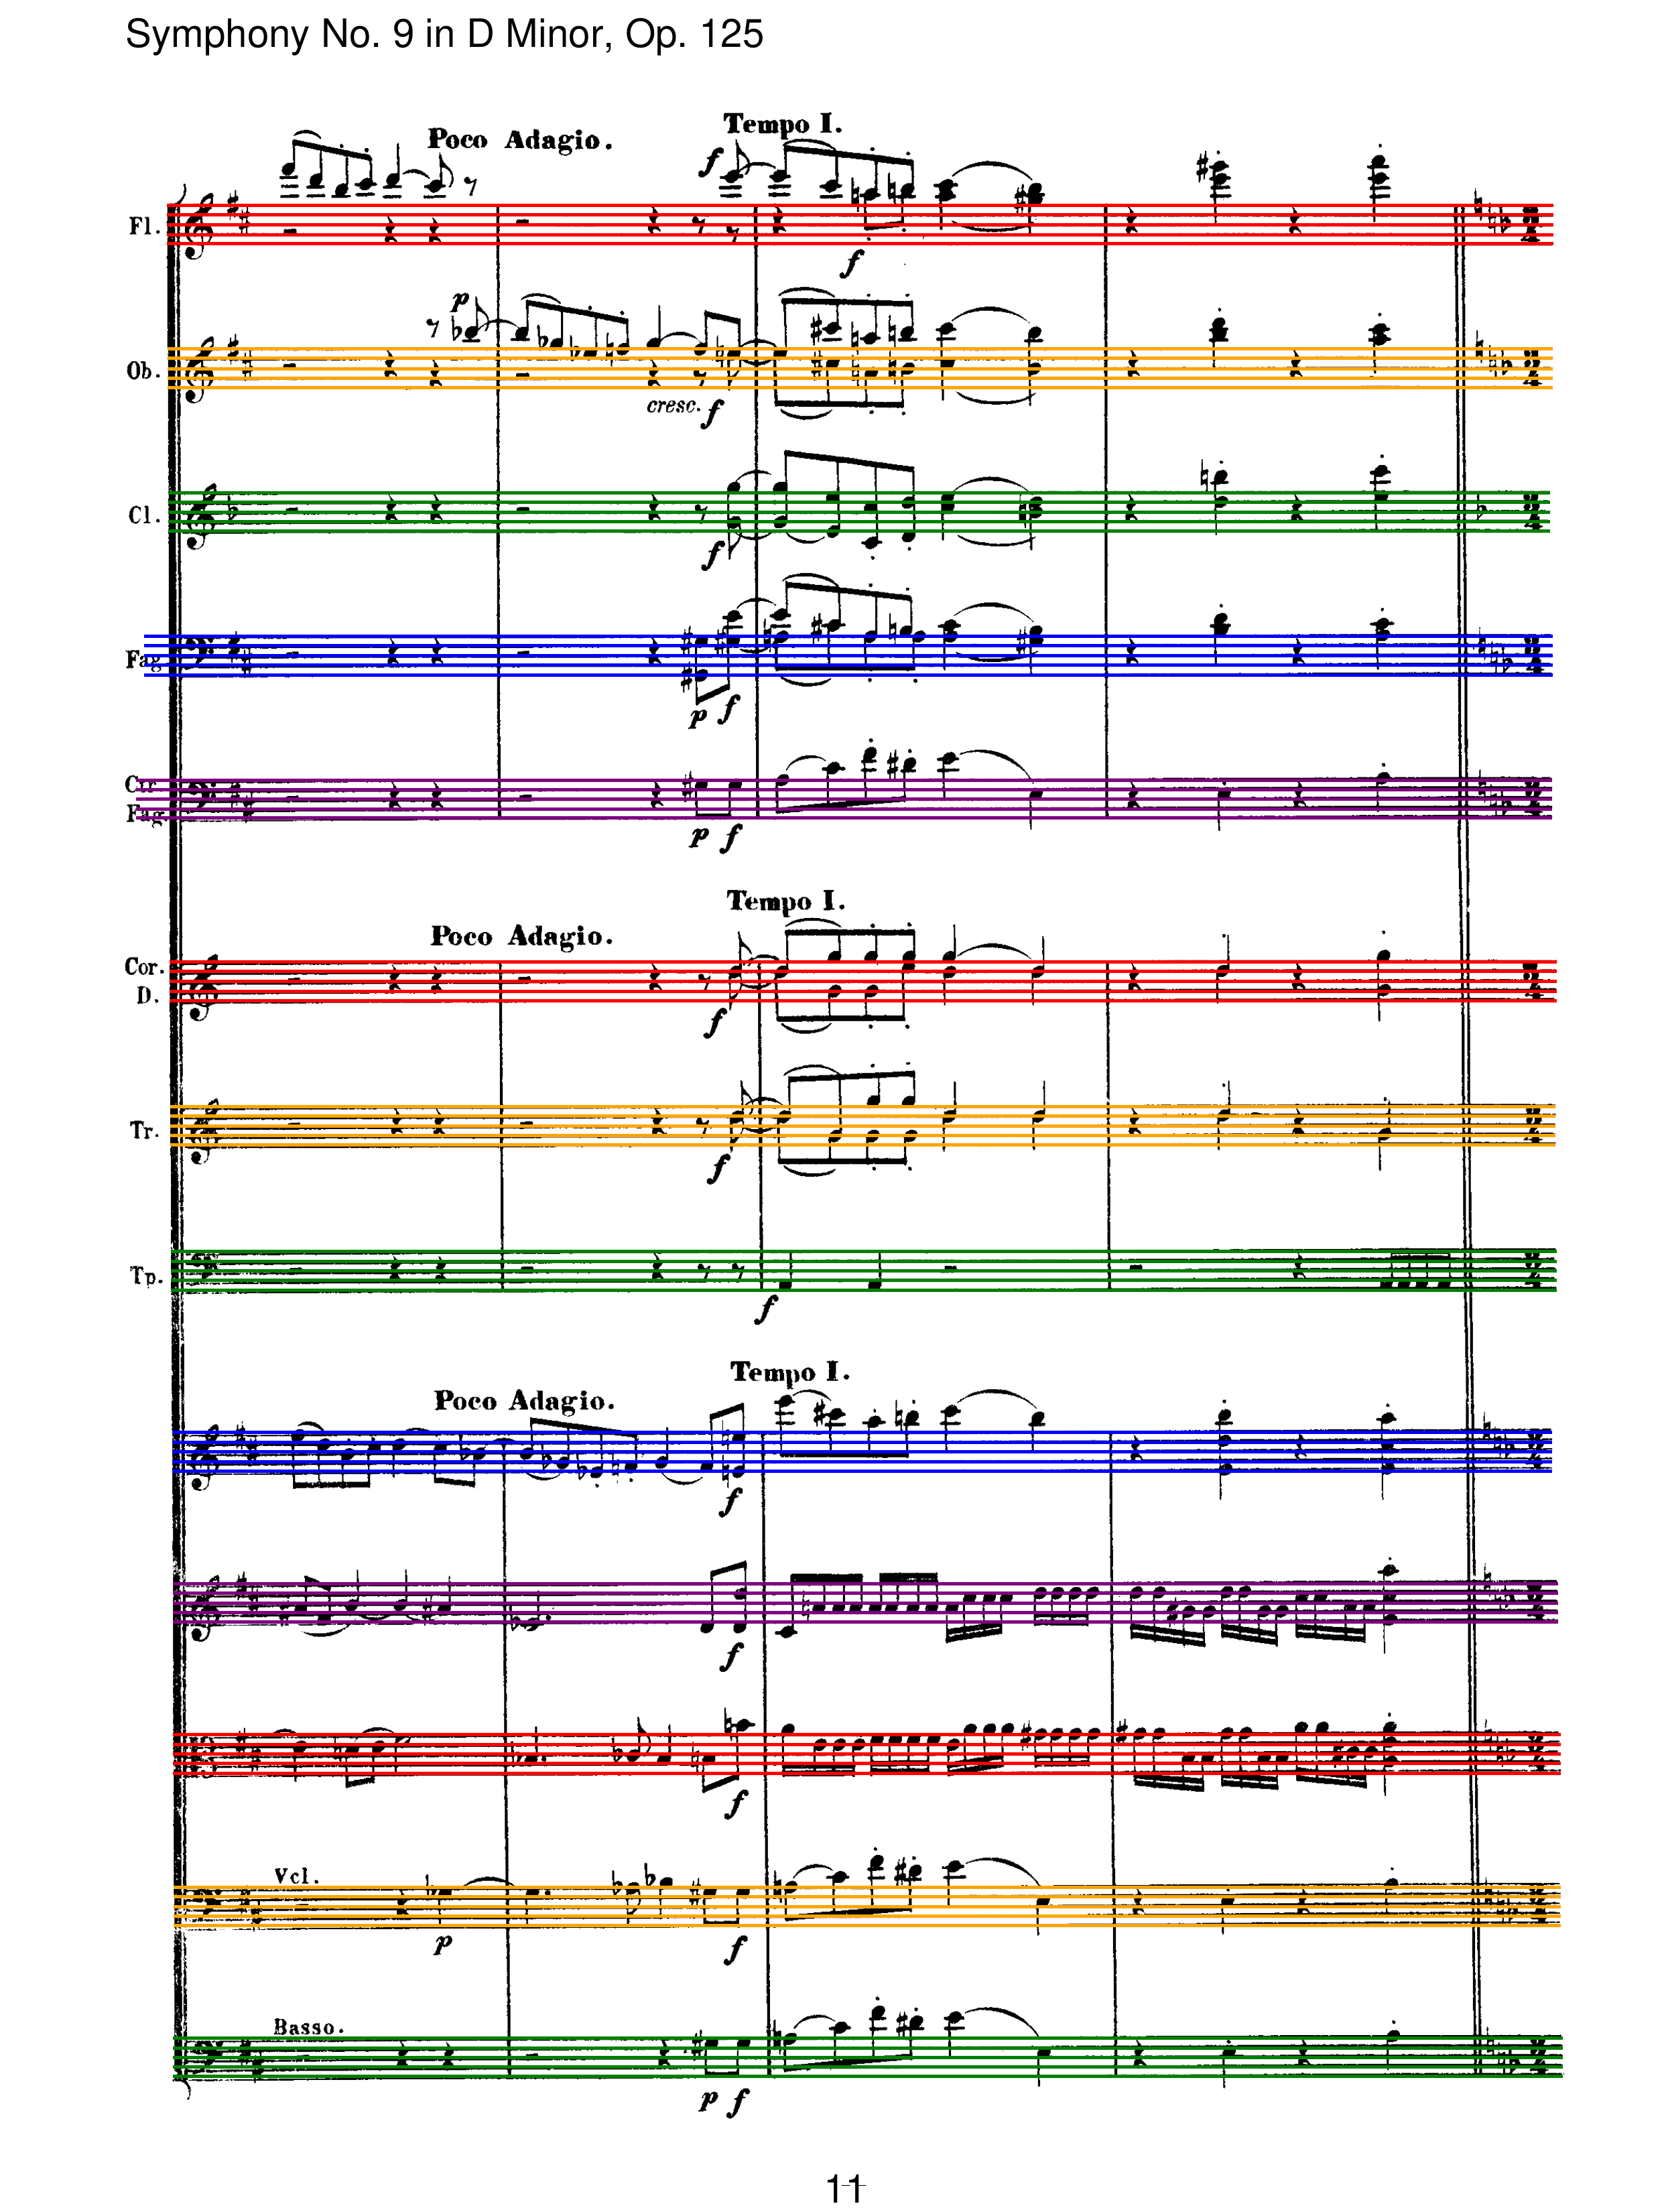 Symphony No. 9 in D Minor, Op. 125
Tempo I.
Poco Adagio.
f
Fl.
f
p
Ob.
cresc. f
Cl.
f
Fag
p f
Ctr
Fag.
p f
Tempo I.
Poco Adagio.
Cor.
D.
f
Tr.
f
Tp.
f
Tempo I.
Poco Adagio.
f
f
f
Vcl.
p f
Basso.
p f
11